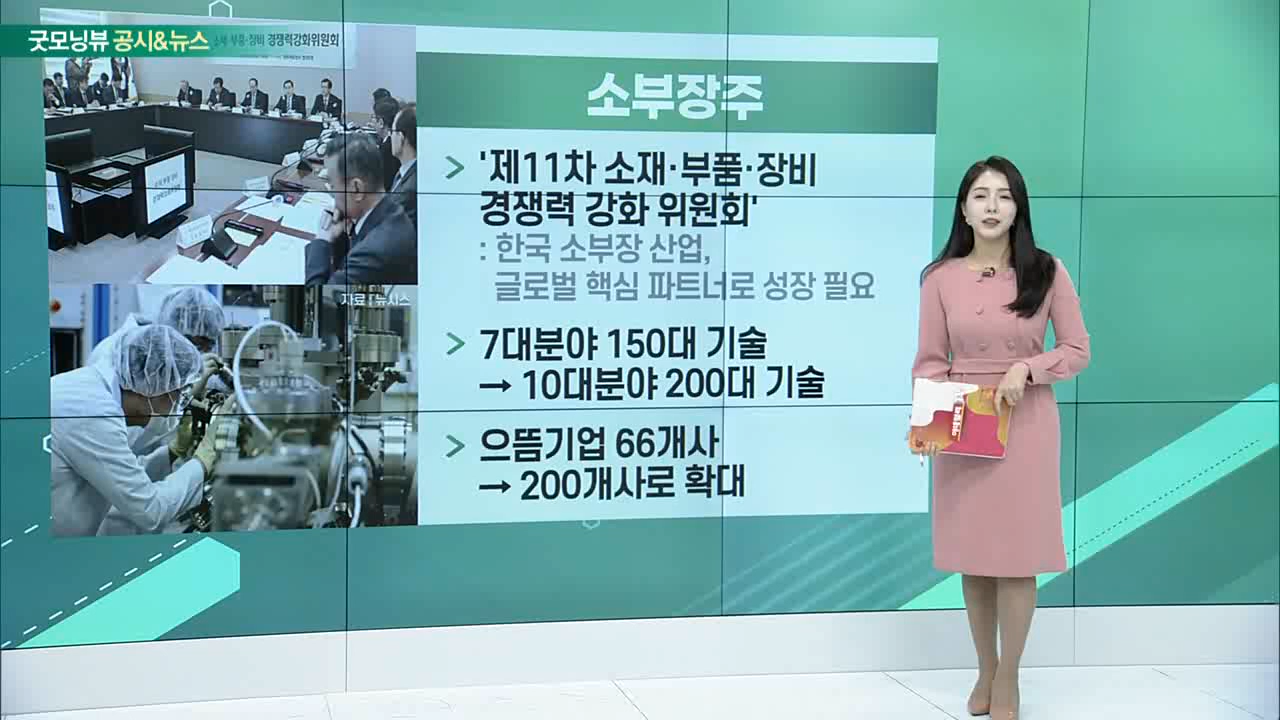 굿모닝뷰 공시&뉴스
소재·부품·장비 경쟁력강화위원회
자료 : 뉴시스
소부장주
> '제11차 소재·부품·장비
경쟁력 강화 위원회'
: 한국 소부장 산업,
글로벌 핵심 파트너로 성장 필요
> 7대분야 150대 기술
→ 10대분야 200대 기술
> 으뜸기업 66개사
→ 200개사로 확대